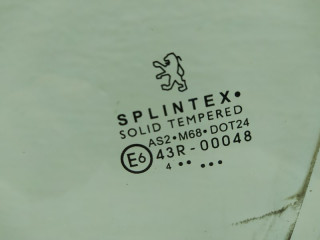 SPLINTEX•
SOLID TEMPERED
AS2•M68•DOT24
E6 43R-00048
4 •• •••